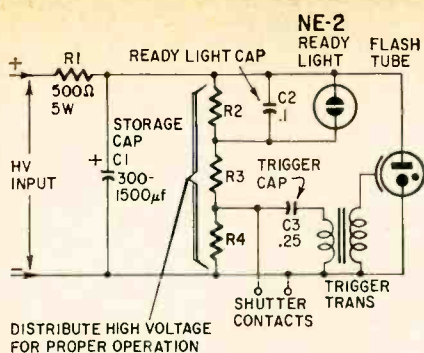 NE-2
READY
LIGHT
FLASH
TUBE
READY LIGHT CAP
+
R1
500Ω
5W
STORAGE
CAP
+ C1
300-
1500µf
HV
INPUT
R2
C2
.1
R3
TRIGGER
CAP
C3
.25
R4
SHUTTER
CONTACTS
TRIGGER
TRANS
DISTRIBUTE HIGH VOLTAGE
FOR PROPER OPERATION